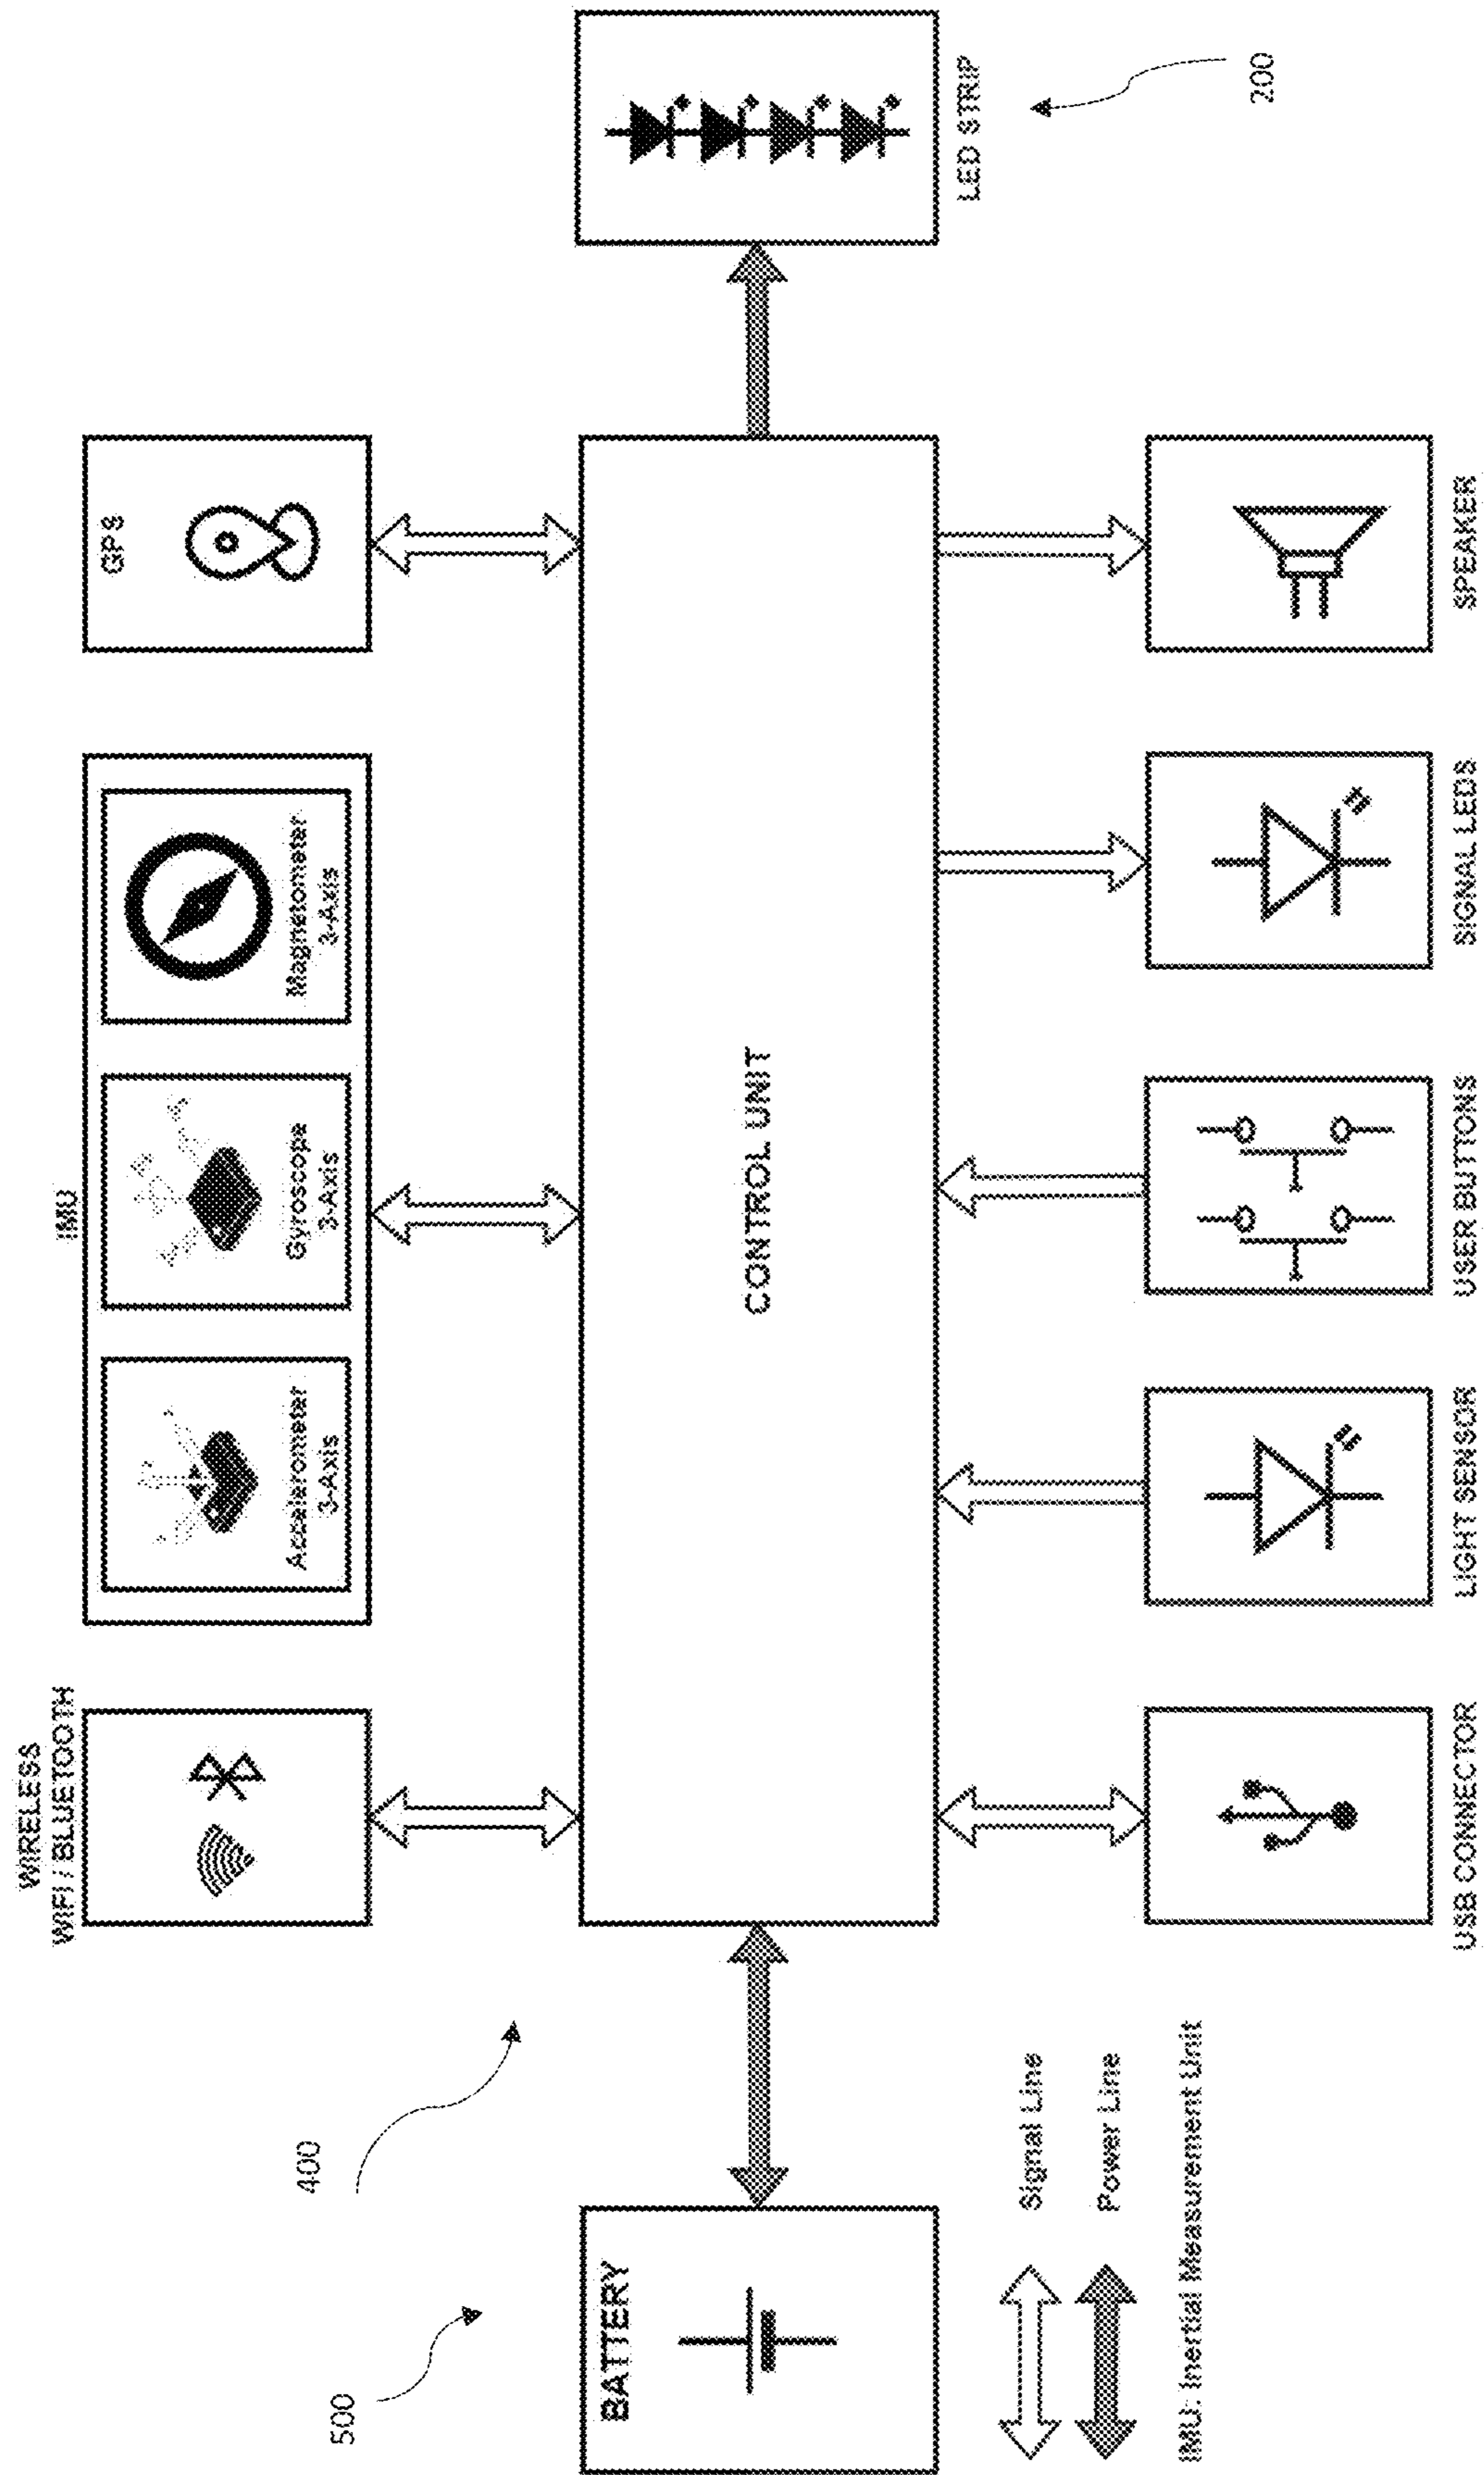 WIRELESS
WIFI / BLUETOOTH
IMU
Accelerometer
3-Axis
Gyroscope
3-Axis
Magnetometer
3-Axis
GPS
400
500
BATTERY
CONTROL UNIT
LED STRIP
200
Signal Line
Power Line
IMU: Inertial Measurement Unit
USB CONNECTOR
LIGHT SENSOR
USER BUTTONS
SIGNAL LEDS
SPEAKER